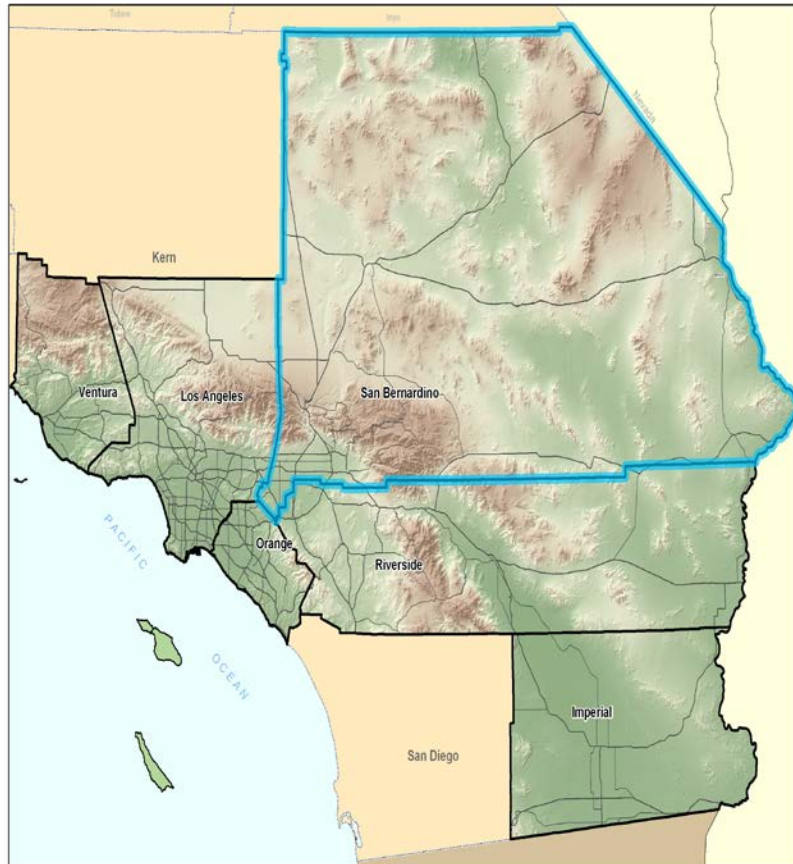 Tulare
Inyo
Nevada
Kern
Ventura
Los Angeles
San Bernardino
Orange
Riverside
PACIFIC
OCEAN
Imperial
San Diego